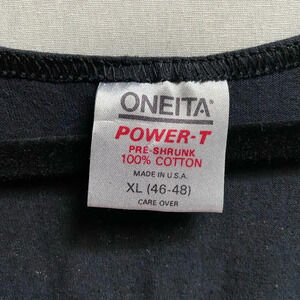 ONEITA®
POWER-T
PRE-SHRUNK
100% COTTON
MADE IN U.S.A.
XL (46-48)
CARE OVER